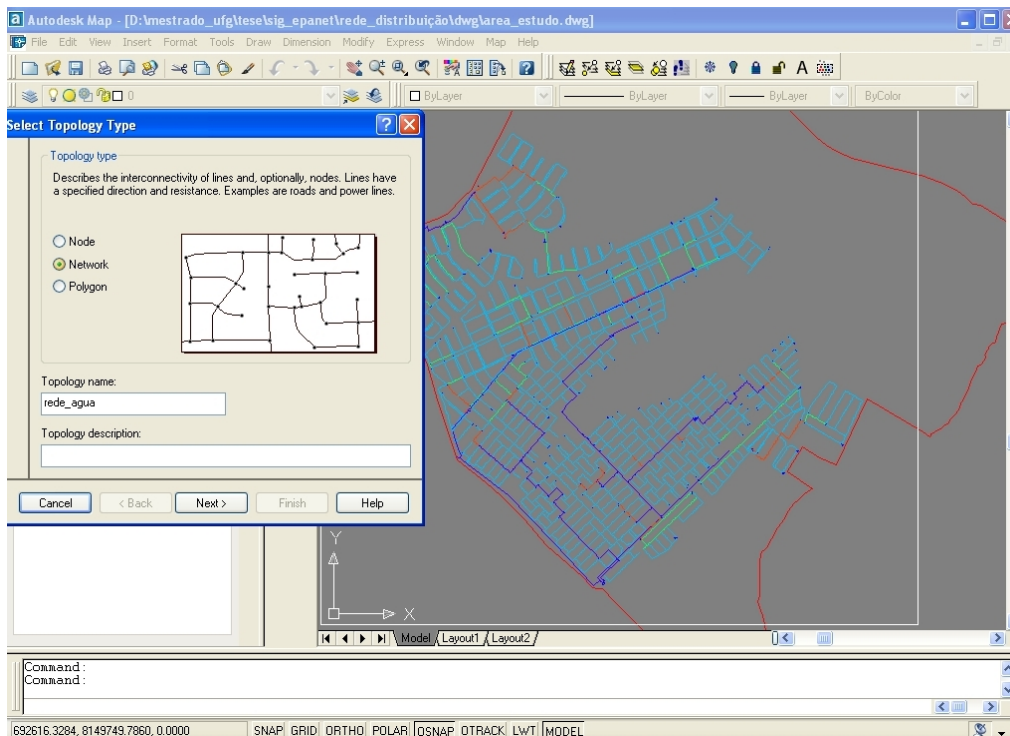 Autodesk Map - [D:\mestrado_ufg\tese\sig_epanet\rede_distribuição\dwg\area_estudo.dwg]
File Edit View Insert Format Tools Draw Dimension Modify Express Window Map Help
A
0 ByLayer ByLayer ByLayer ByColor
Select Topology Type
Topology type
Describes the interconnectivity of lines and, optionally, nodes. Lines have
a specified direction and resistance. Examples are roads and power lines.
Node
Network
Polygon
Topology name:
rede_agua
Topology description:
Cancel < Back Next > Finish Help
Y
X
Model Layout1 Layout2
Command:
Command:
692616.3284, 8149749.7860, 0.0000 SNAP GRID ORTHO POLAR OSNAP OTRACK LWT MODEL